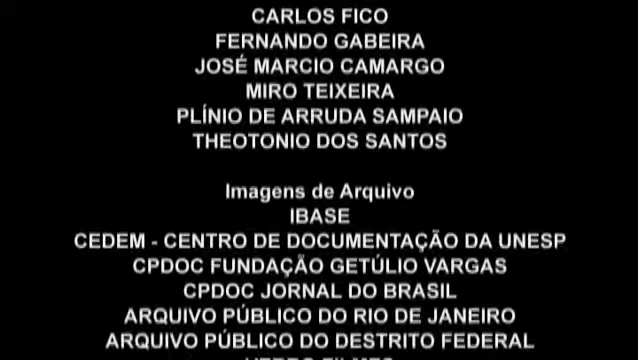 CARLOS FICO
FERNANDO GABEIRA
JOSÉ MARCIO CAMARGO
MIRO TEIXEIRA
PLÍNIO DE ARRUDA SAMPAIO
THEOTONIO DOS SANTOS
Imagens de Arquivo
IBASE
CEDEM - CENTRO DE DOCUMENTAÇÃO DA UNESP
CPDOC FUNDAÇÃO GETÚLIO VARGAS
CPDOC JORNAL DO BRASIL
ARQUIVO PÚBLICO DO RIO DE JANEIRO
ARQUIVO PÚBLICO DO DESTRITO FEDERAL